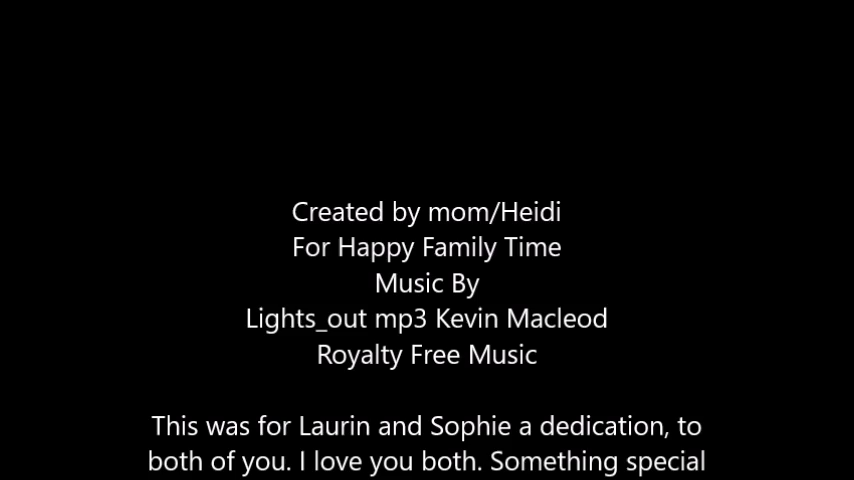 Created by mom/Heidi
For Happy Family Time
Music By
Lights_out mp3 Kevin Macleod
Royalty Free Music
This was for Laurin and Sophie a dedication, to
both of you. I love you both. Something special